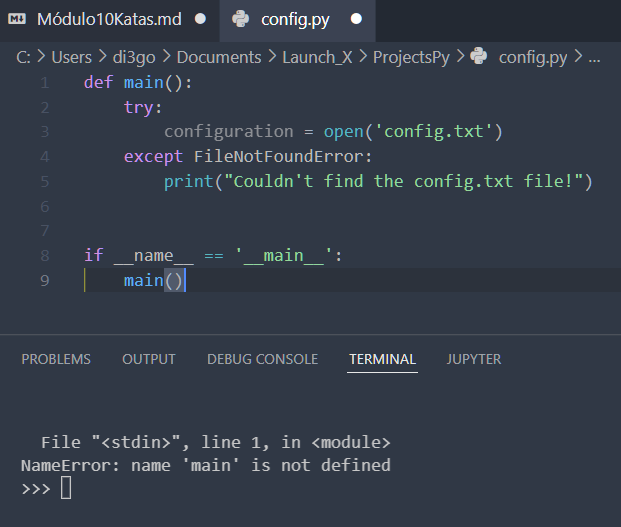 Módulo10Katas.md ● config.py ●
C: > Users > di3go > Documents > Launch_X > ProjectsPy > config.py > ...
1 def main():
2     try:
3         configuration = open('config.txt')
4     except FileNotFoundError:
5         print("Couldn't find the config.txt file!")
6
7
8 if __name__ == '__main__':
9     main()
PROBLEMS OUTPUT DEBUG CONSOLE TERMINAL JUPYTER
  File "<stdin>", line 1, in <module>
NameError: name 'main' is not defined
>>>